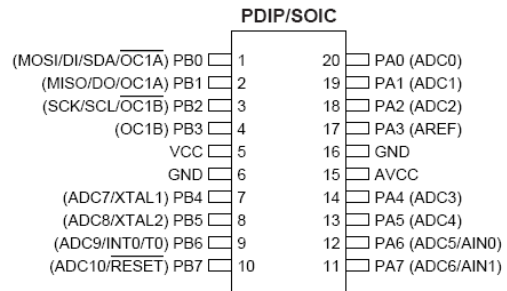 PDIP/SOIC
(MOSI/DI/SDA/OC1A) PB0 1 20 PA0 (ADC0)
(MISO/DO/OC1A) PB1 2 19 PA1 (ADC1)
(SCK/SCL/OC1B) PB2 3 18 PA2 (ADC2)
(OC1B) PB3 4 17 PA3 (AREF)
VCC 5 16 GND
GND 6 15 AVCC
(ADC7/XTAL1) PB4 7 14 PA4 (ADC3)
(ADC8/XTAL2) PB5 8 13 PA5 (ADC4)
(ADC9/INT0/T0) PB6 9 12 PA6 (ADC5/AIN0)
(ADC10/RESET) PB7 10 11 PA7 (ADC6/AIN1)